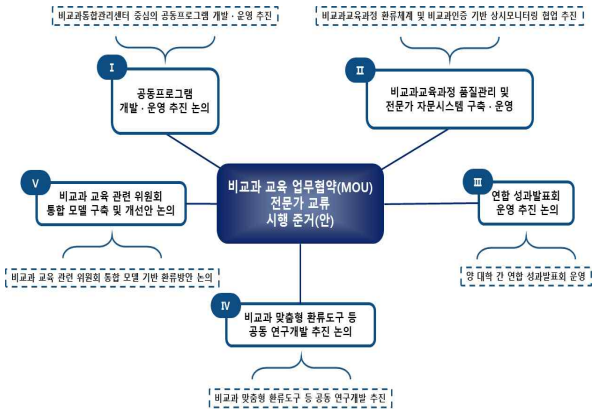 비교과통합관리센터 중심의 공동프로그램 개발 · 운영 추진
비교과교육과정 환류체계 및 비교과인증 기반 상시모니터링 협업 추진
I
공동프로그램
개발 · 운영 추진 논의
II
비교과교육과정 품질관리 및
전문가 자문시스템 구축 · 운영
비교과 교육 업무협약(MOU)
전문가 교류
시행 준거(안)
V
비교과 교육 관련 위원회
통합 모델 구축 및 개선안 논의
비교과 교육 관련 위원회 통합 모델 기반 환류방안 논의
III
연합 성과발표회
운영 추진 논의
양 대학 간 연합 성과발표회 운영
IV
비교과 맞춤형 환류도구 등
공동 연구개발 추진 논의
비교과 맞춤형 환류도구 등 공동 연구개발 추진